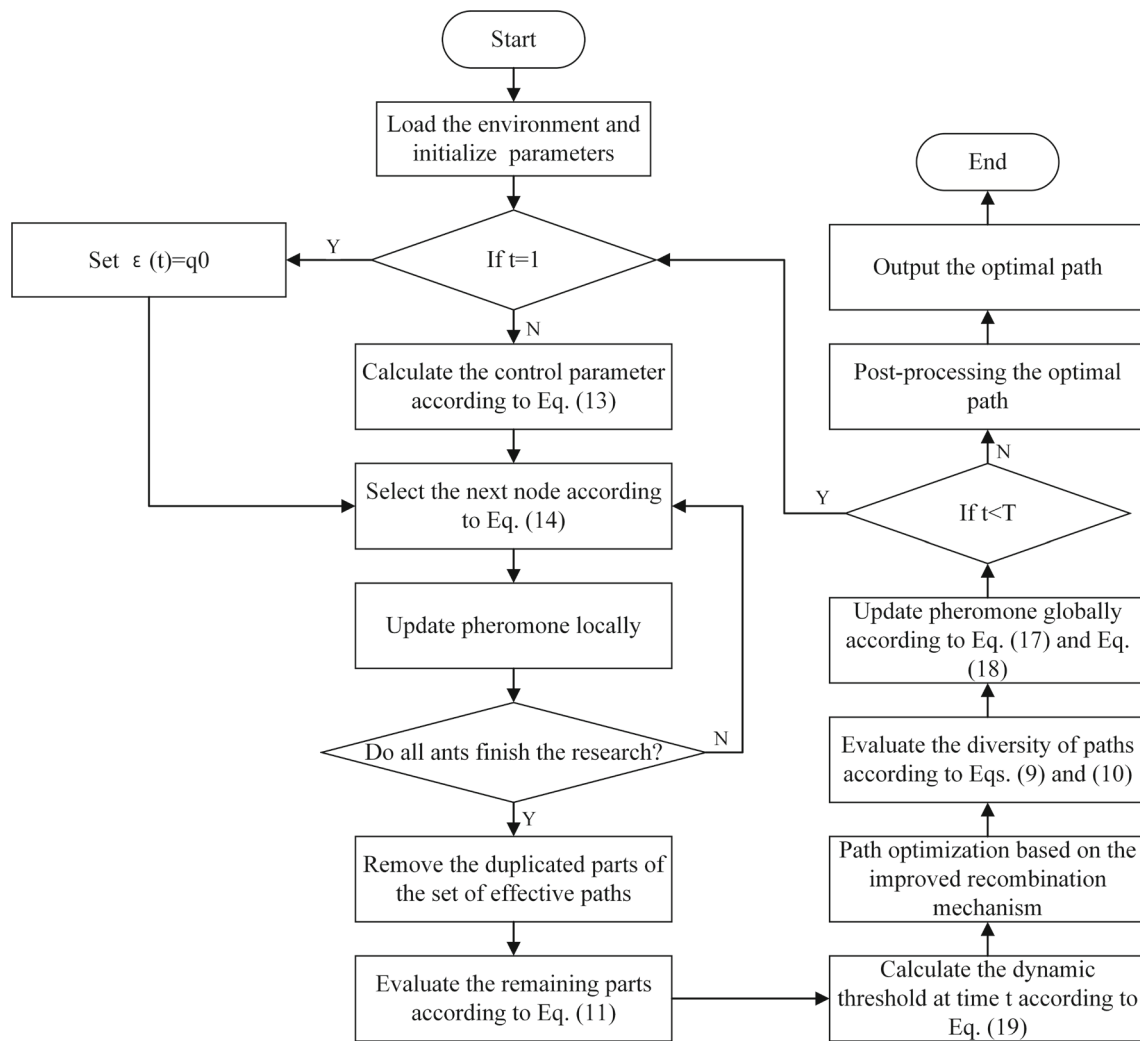 Start
Load the environment and
initialize parameters
If t=1
Y
Set ε (t)=q0
N
Calculate the control parameter
according to Eq. (13)
Select the next node according
to Eq. (14)
Update pheromone locally
Do all ants finish the research?
N
Y
Remove the duplicated parts of
the set of effective paths
Evaluate the remaining parts
according to Eq. (11)
Calculate the dynamic
threshold at time t according to
Eq. (19)
Path optimization based on the
improved recombination
mechanism
Evaluate the diversity of paths
according to Eqs. (9) and (10)
Update pheromone globally
according to Eq. (17) and Eq.
(18)
If t<T
Y
N
Post-processing the optimal
path
Output the optimal path
End